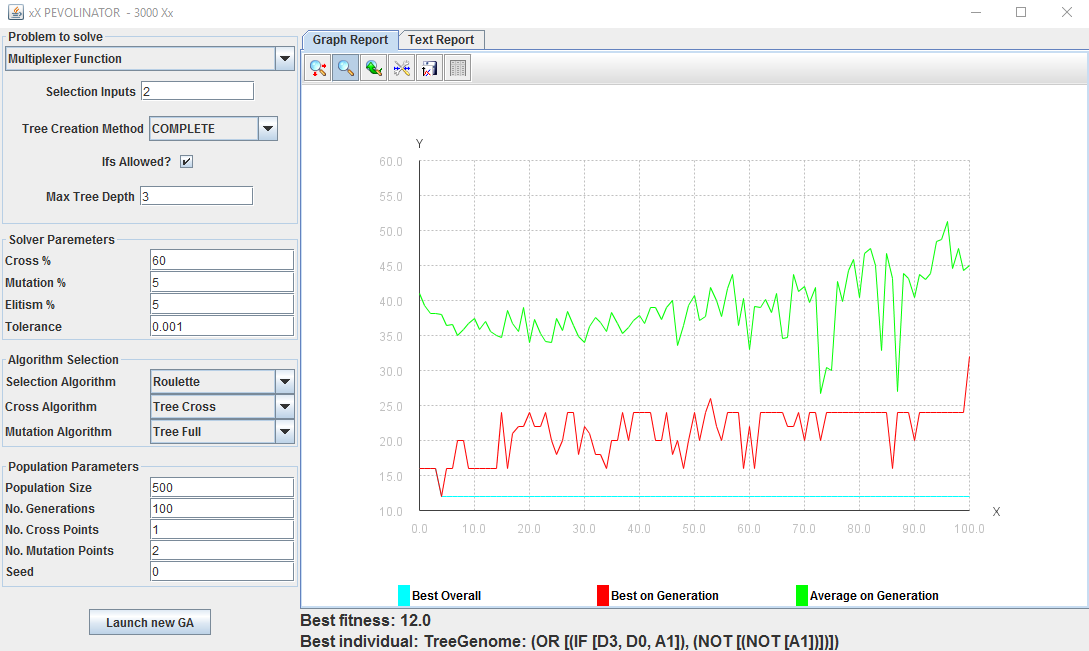 xX PEVOLINATOR - 3000 Xx
Problem to solve
Multiplexer Function
Selection Inputs 2
Tree Creation Method COMPLETE
Ifs Allowed?
Max Tree Depth 3
Solver Paremeters
Cross % 60
Mutation % 5
Elitism % 5
Tolerance 0.001
Algorithm Selection
Selection Algorithm Roulette
Cross Algorithm Tree Cross
Mutation Algorithm Tree Full
Population Parameters
Population Size 500
No. Generations 100
No. Cross Points 1
No. Mutation Points 2
Seed 0
Launch new GA
Graph Report Text Report
Y
60.0
55.0
50.0
45.0
40.0
35.0
30.0
25.0
20.0
15.0
10.0
0.0 10.0 20.0 30.0 40.0 50.0 60.0 70.0 80.0 90.0 100.0
X
Best Overall Best on Generation Average on Generation
Best fitness: 12.0
Best individual: TreeGenome: (OR [(IF [D3, D0, A1]), (NOT [(NOT [A1])])])